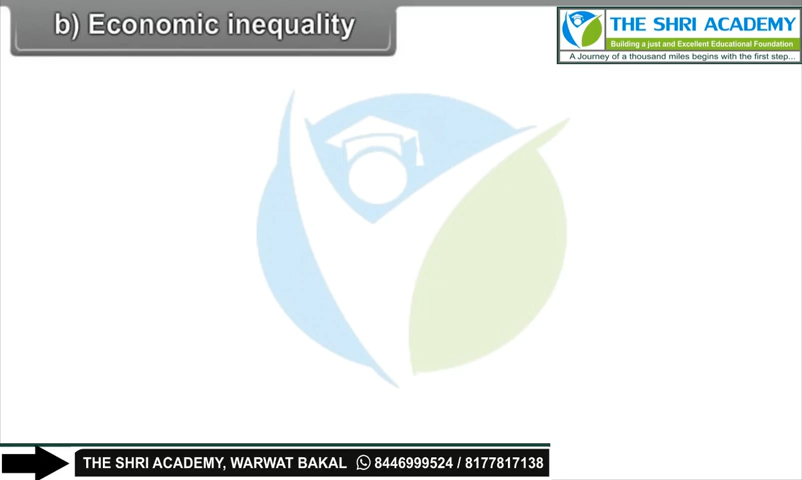 b) Economic inequality
THE SHRI ACADEMY
Building a just and Excellent Educational Foundation
A Journey of a thousand miles begins with the first step...
THE SHRI ACADEMY, WARWAT BAKAL 8446999524 / 8177817138